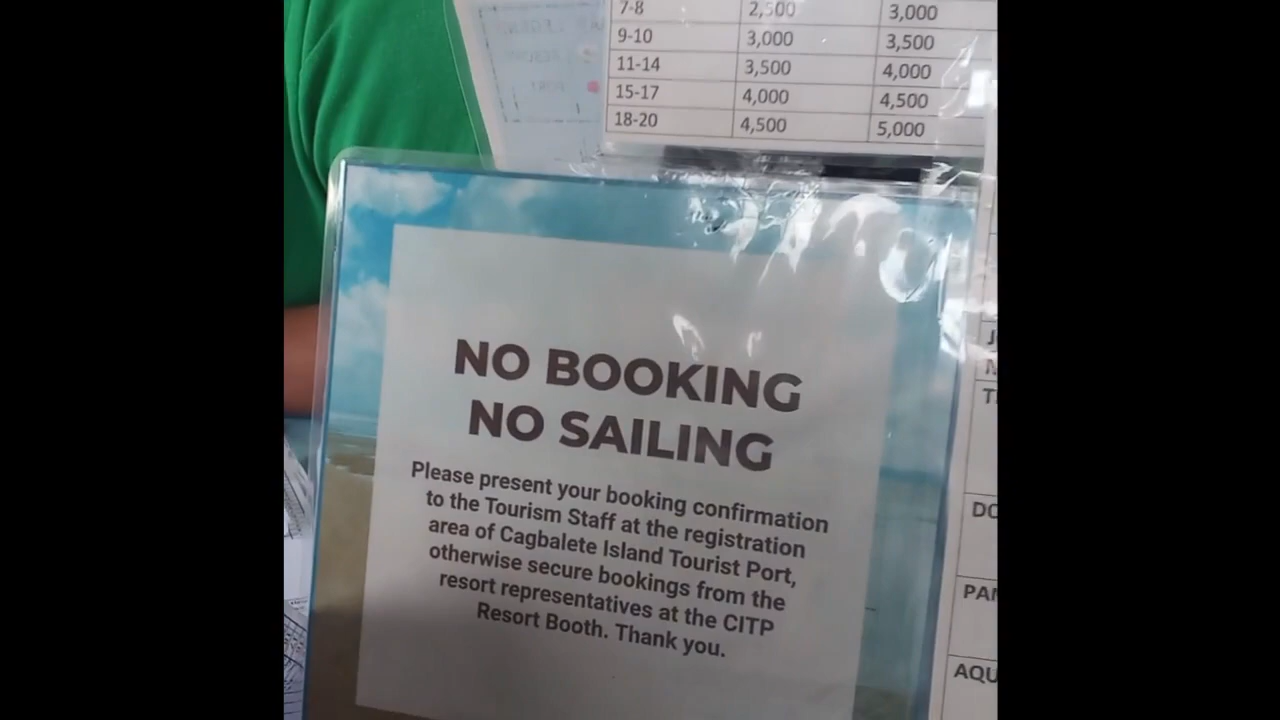 7-8 2,500 3,000
9-10 3,000 3,500
11-14 3,500 4,000
15-17 4,000 4,500
18-20 4,500 5,000
NO BOOKING
NO SAILING
Please present your booking confirmation
to the Tourism Staff at the registration
area of Cagbalete Island Tourist Port,
otherwise secure bookings from the
resort representatives at the CITP
Resort Booth. Thank you.